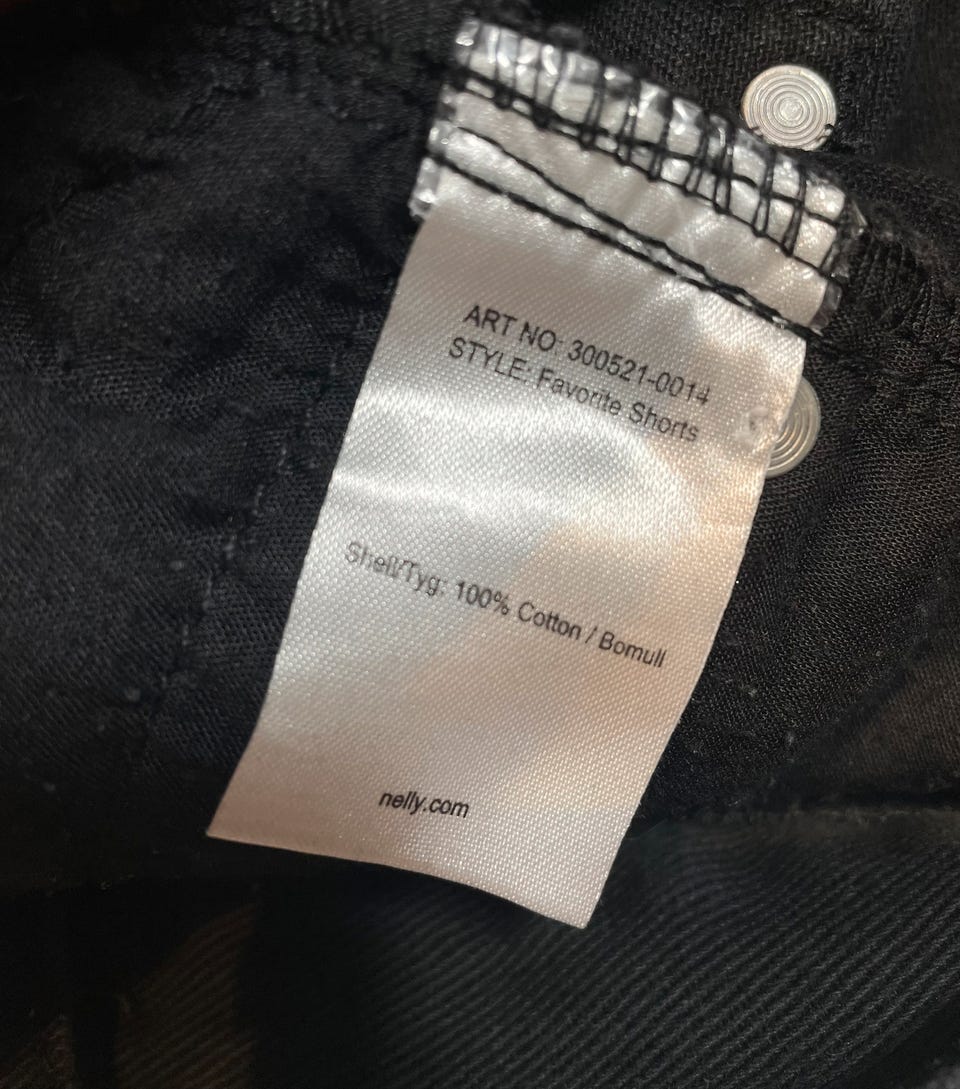 ART NO: 300521-0014
STYLE: Favorite Shorts
Shell/Tyg: 100% Cotton / Bomull
nelly.com